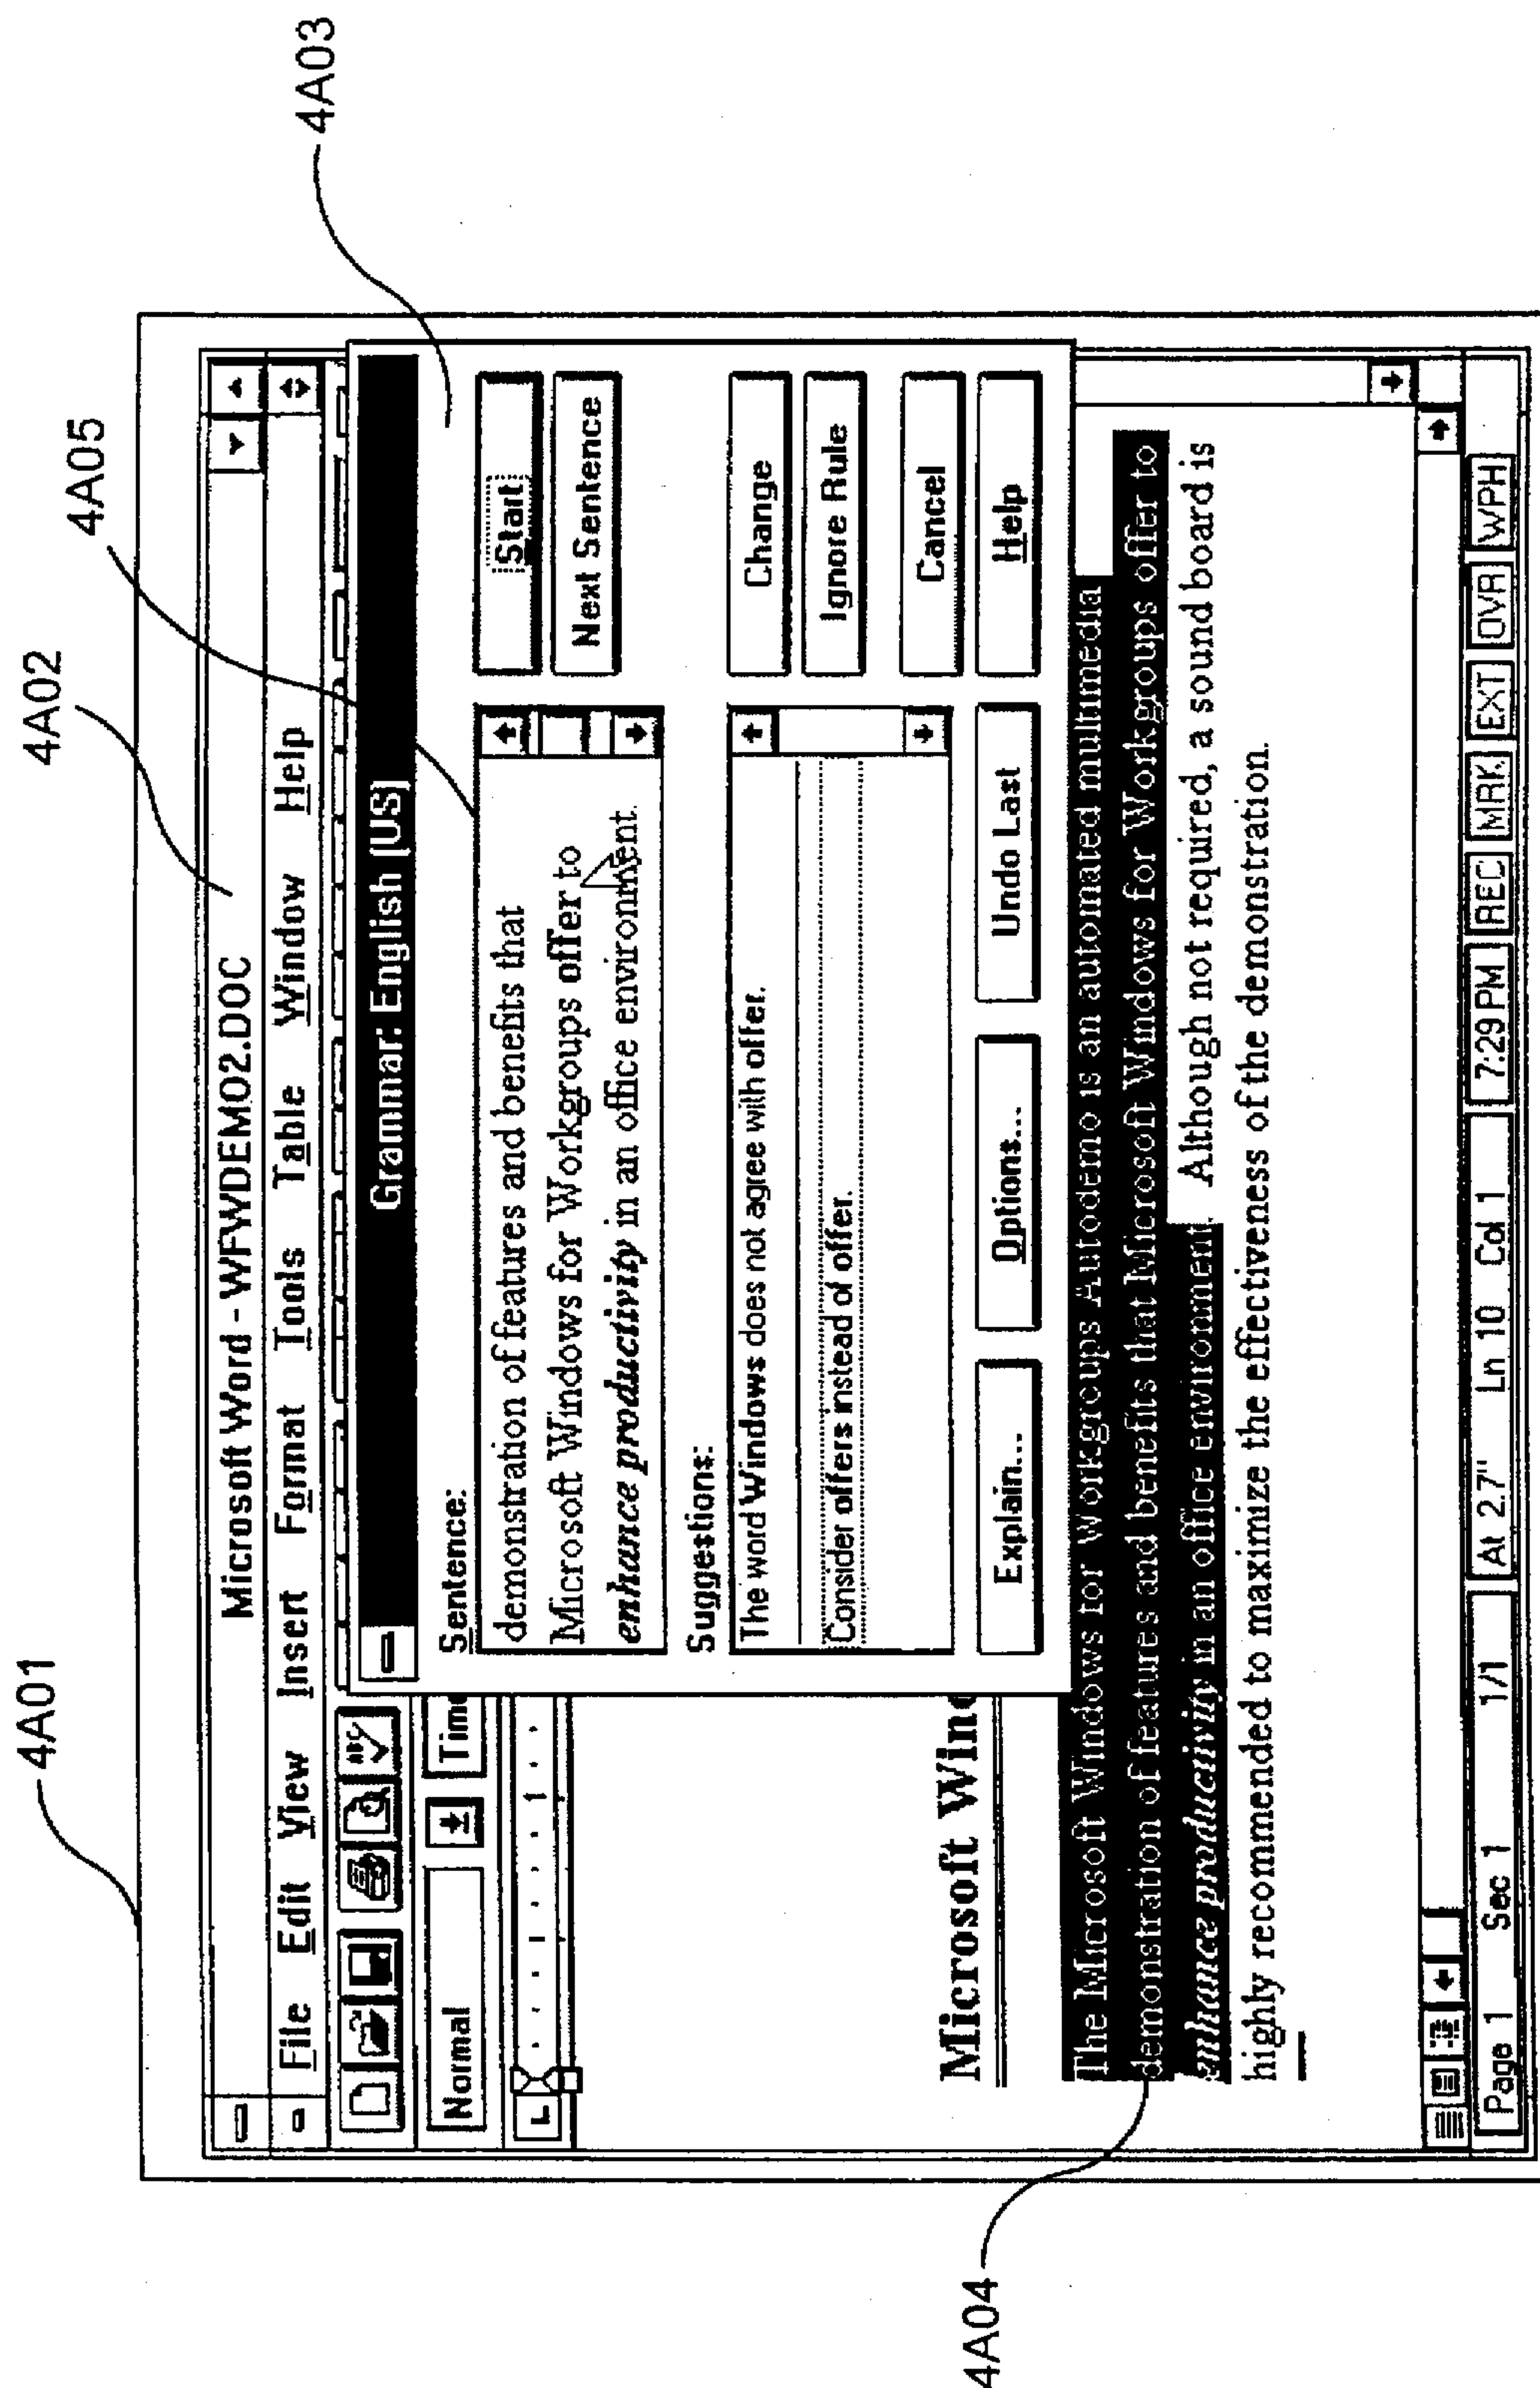 4A01
4A02
4A05
4A03
Microsoft Word - WFWDEMO2.DOC
File Edit View Insert Format Tools Table Window Help
ABC
Grammar: English (US)
Normal
Time
Sentence:
demonstration of features and benefits that
Microsoft Windows for Workgroups offer to
enhance productivity in an office environment.
Start
Next Sentence
Suggestions:
The word Windows does not agree with offer.
Consider offers instead of offer.
Change
Ignore Rule
Cancel
Explain...
Options...
Undo Last
Help
L
1
Microsoft Wind
The Microsoft Windows for Workgroups Autodemo is an automated multimedia
demonstration of features and benefits that Microsoft Windows for Workgroups offer to
enhance productivity in an office environment. Although not required, a sound board is
highly recommended to maximize the effectiveness of the demonstration.
Page 1 Sec 1 1/1 At 2.7" Ln 10 Col 1 7:29 PM REC MRK EXT OVR WPH
4A04